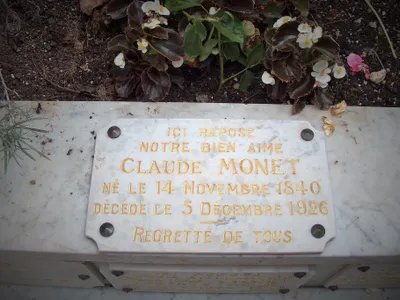 ICI REPOSE
NOTRE BIEN AIMÉ
CLAUDE MONET
NÉ LE 14 NOVEMBRE 1840
DÉCÉDÉ LE 5 DÉCEMBRE 1926
REGRETTÉ DE TOUS